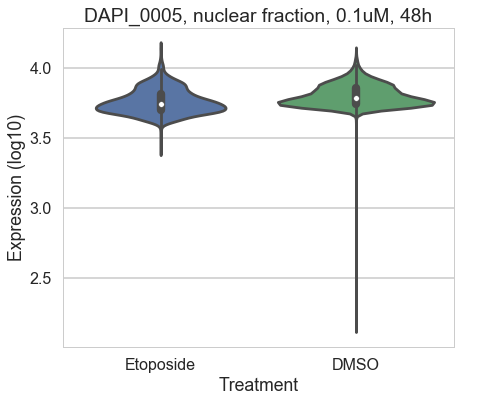 DAPI_0005, nuclear fraction, 0.1uM, 48h
4.0
3.5
3.0
2.5
Expression (log10)
Etoposide DMSO
Treatment